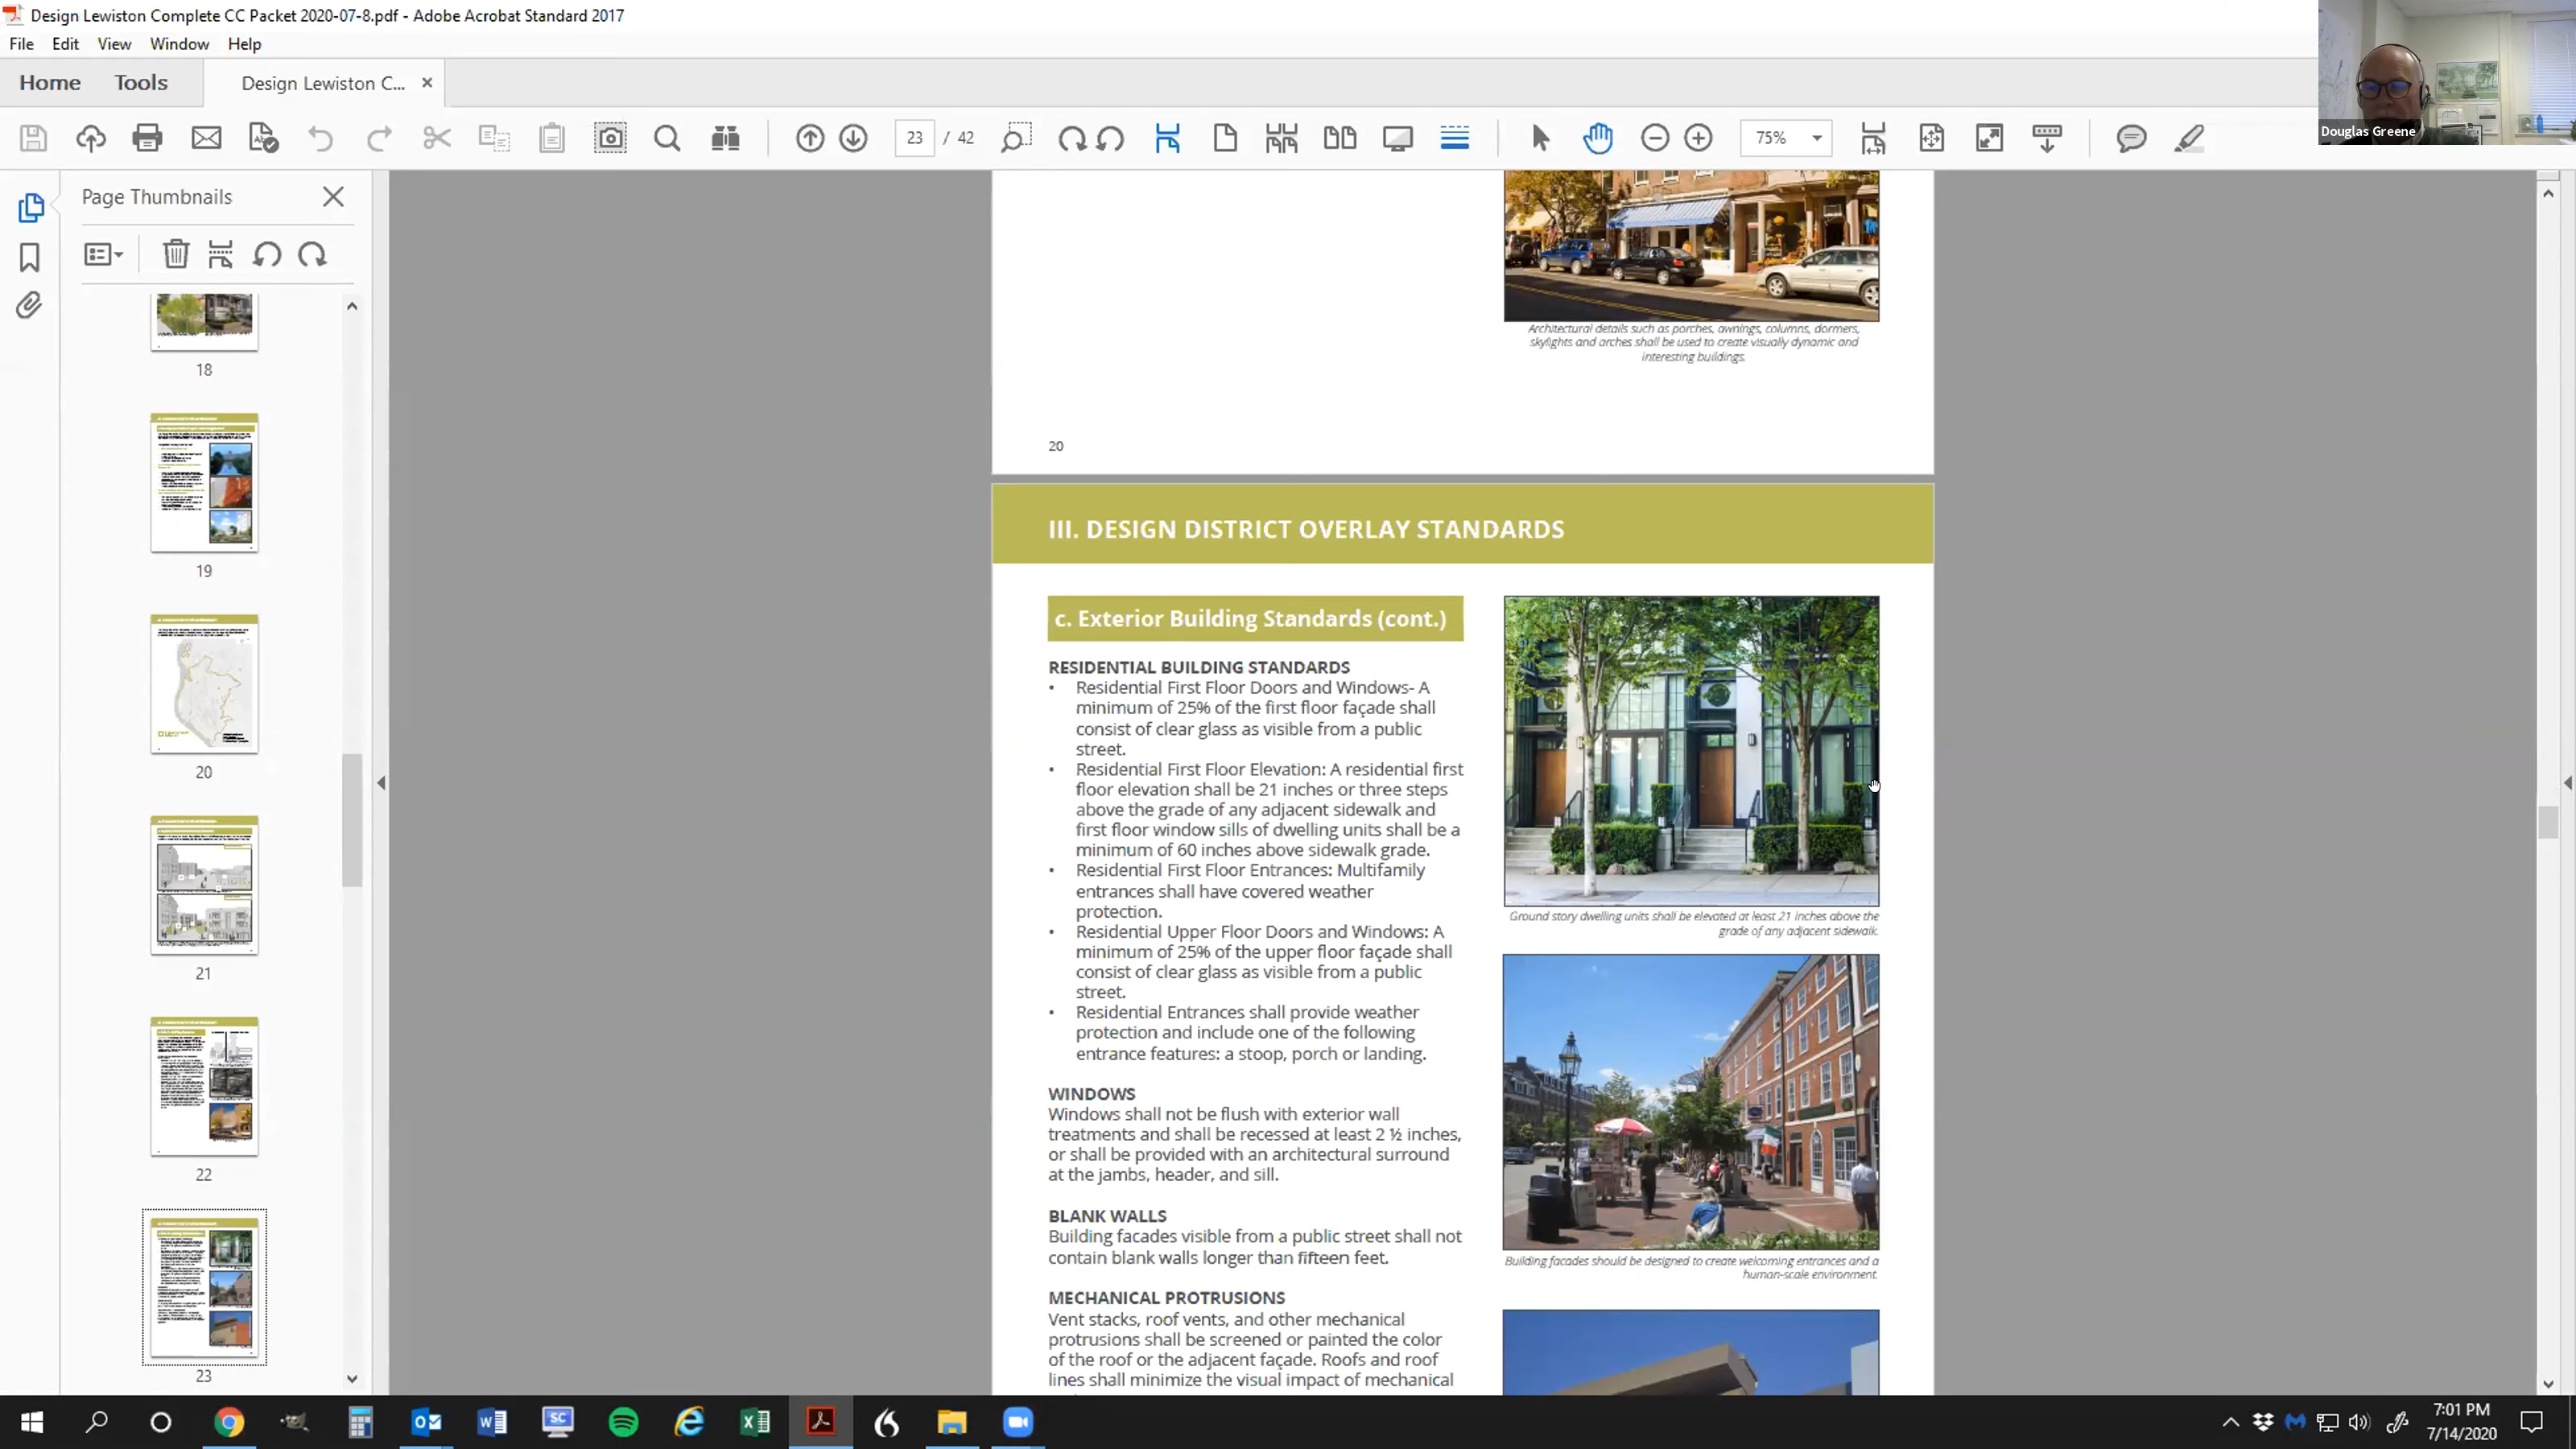 Design Lewiston Complete CC Packet 2020-07-8.pdf - Adobe Acrobat Standard 2017
File Edit View Window Help
Home Tools Design Lewiston C... ×
23 / 42 75%
Douglas Greene
Page Thumbnails
18
19
20
21
22
23
Architectural details such as porches, awnings, columns, dormers,
skylights and arches shall be used to create visually dynamic and
interesting buildings.
20
III. DESIGN DISTRICT OVERLAY STANDARDS
c. Exterior Building Standards (cont.)
RESIDENTIAL BUILDING STANDARDS
• Residential First Floor Doors and Windows- A
minimum of 25% of the first floor façade shall
consist of clear glass as visible from a public
street.
• Residential First Floor Elevation: A residential first
floor elevation shall be 21 inches or three steps
above the grade of any adjacent sidewalk and
first floor window sills of dwelling units shall be a
minimum of 60 inches above sidewalk grade.
• Residential First Floor Entrances: Multifamily
entrances shall have covered weather
protection.
• Residential Upper Floor Doors and Windows: A
minimum of 25% of the upper floor façade shall
consist of clear glass as visible from a public
street.
• Residential Entrances shall provide weather
protection and include one of the following
entrance features: a stoop, porch or landing.
WINDOWS
Windows shall not be flush with exterior wall
treatments and shall be recessed at least 2 ½ inches,
or shall be provided with an architectural surround
at the jambs, header, and sill.
BLANK WALLS
Building facades visible from a public street shall not
contain blank walls longer than fifteen feet.
MECHANICAL PROTRUSIONS
Vent stacks, roof vents, and other mechanical
protrusions shall be screened or painted the color
of the roof or the adjacent façade. Roofs and roof
lines shall minimize the visual impact of mechanical
Ground story dwelling units shall be elevated at least 21 inches above the
grade of any adjacent sidewalk.
Building facades should be designed to create welcoming entrances and a
human-scale environment.
7:01 PM
7/14/2020